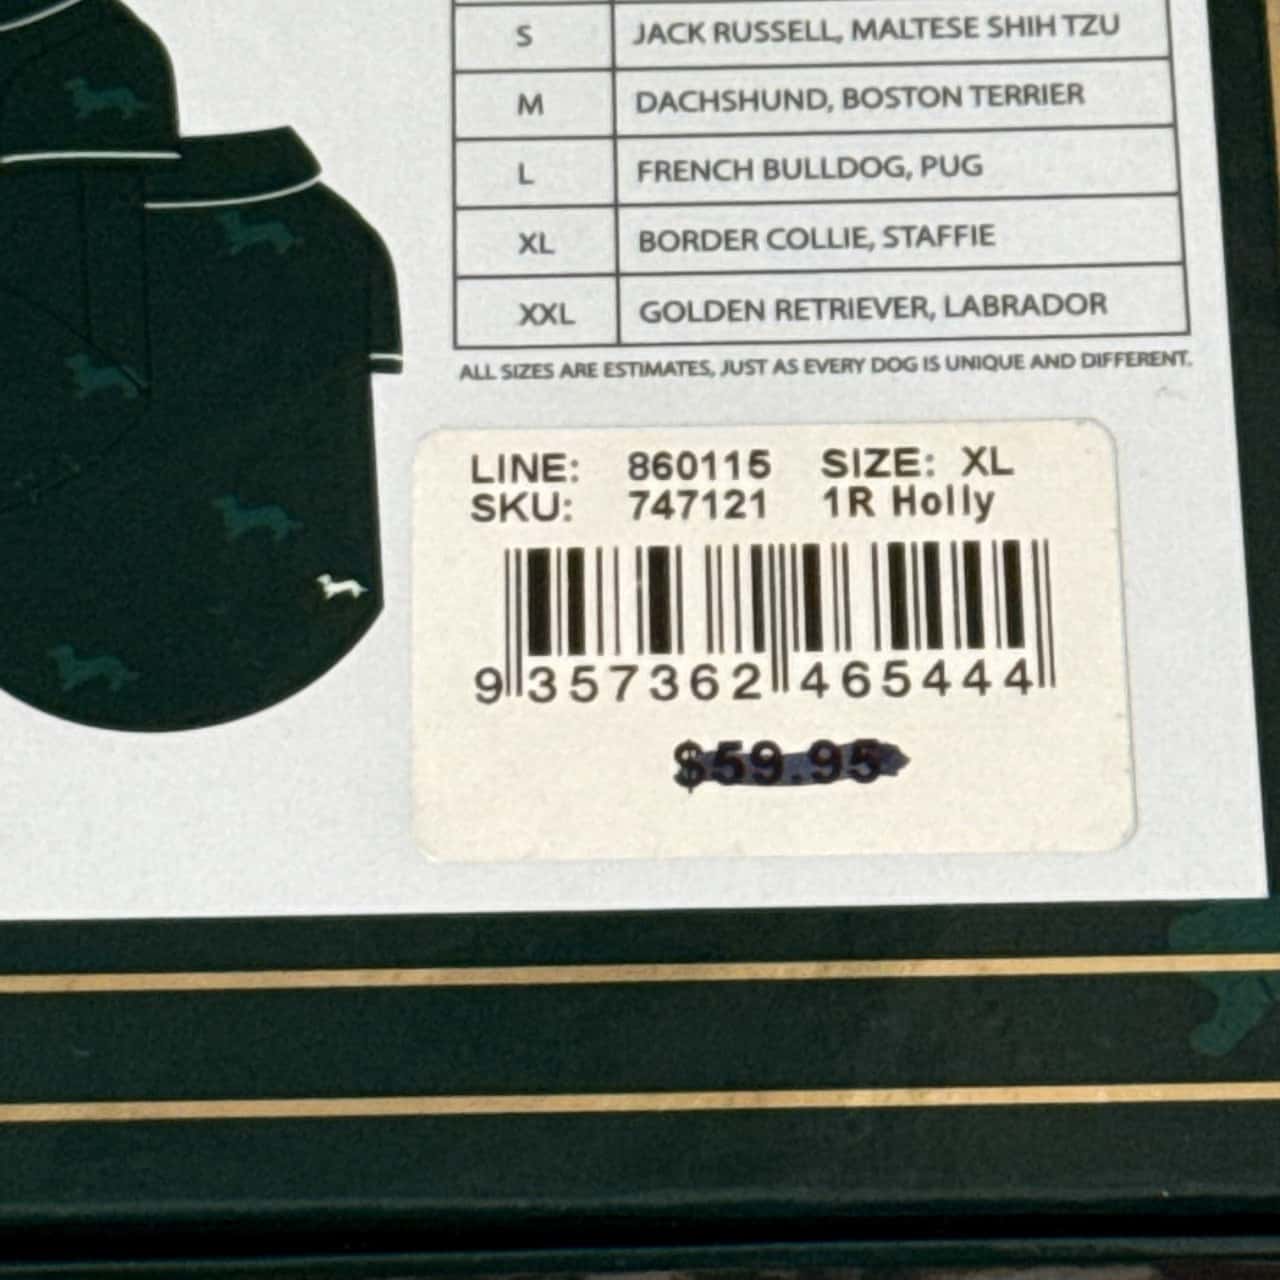 S JACK RUSSELL, MALTESE SHIH TZU
M DACHSHUND, BOSTON TERRIER
L FRENCH BULLDOG, PUG
XL BORDER COLLIE, STAFFIE
XXL GOLDEN RETRIEVER, LABRADOR
ALL SIZES ARE ESTIMATES, JUST AS EVERY DOG IS UNIQUE AND DIFFERENT.
LINE: 860115 SIZE: XL
SKU: 747121 1R Holly
9 357362 465444
$59.95